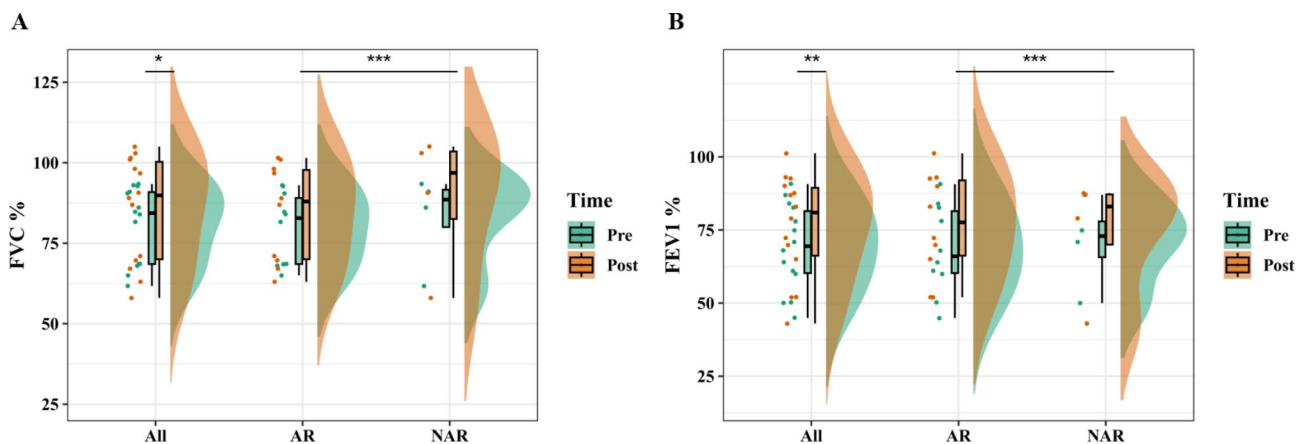 A
* ***
125
100
75
50
25
FVC %
All AR NAR
Time
Pre
Post
B
** ***
100
75
50
25
FEV1 %
All AR NAR
Time
Pre
Post